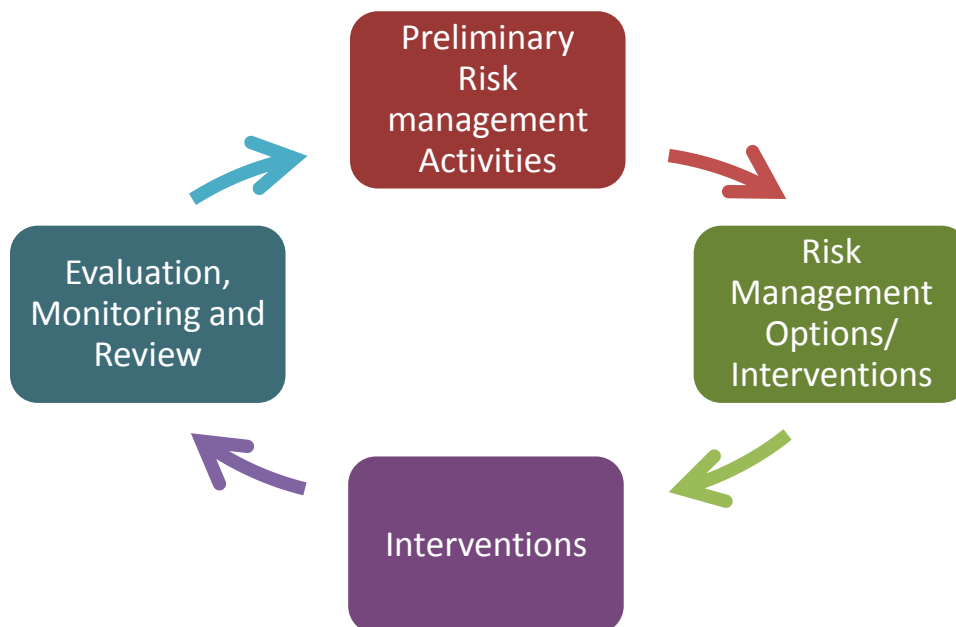 Preliminary
Risk
management
Activities
Risk
Management
Options/
Interventions
Interventions
Evaluation,
Monitoring and
Review